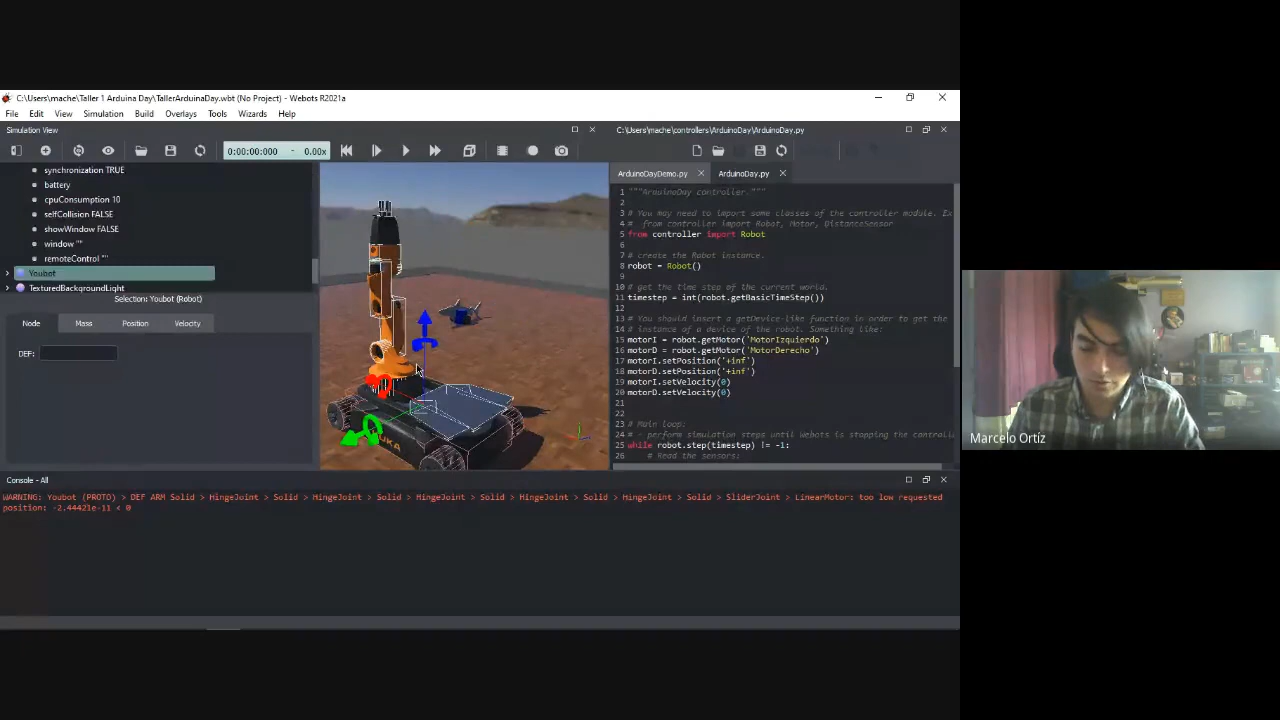 C:\Users\mache\Taller 1 Arduina Day\TallerArduinaDay.wbt (No Project) - Webots R2021a
File Edit View Simulation Build Overlays Tools Wizards Help
Simulation View
C:\Users\mache\controllers\ArduinoDay\ArduinoDay.py
0:00:00:000 - 0.00x
synchronization TRUE
battery
cpuConsumption 10
selfCollision FALSE
showWindow FALSE
window ""
remoteControl ""
Youbot
TexturedBackgroundLight
Selection: Youbot (Robot)
Node Mass Position Velocity
DEF:
KUKA
ArduinoDayDemo.py ArduinoDay.py
1 """ArduinoDay controller."""
2
3 # You may need to import some classes of the controller module. Ex
4 # from controller import Robot, Motor, DistanceSensor
5 from controller import Robot
6
7 # create the Robot instance.
8 robot = Robot()
9
10 # get the time step of the current world.
11 timestep = int(robot.getBasicTimeStep())
12
13 # You should insert a getDevice-like function in order to get the
14 # instance of a device of the robot. Something like:
15 motorI = robot.getMotor('MotorIzquierdo')
16 motorD = robot.getMotor('MotorDerecho')
17 motorI.setPosition('+inf')
18 motorD.setPosition('+inf')
19 motorI.setVelocity(0)
20 motorD.setVelocity(0)
21
22
23 # Main loop:
24 # - perform simulation steps until Webots is stopping the controll
25 while robot.step(timestep) != -1:
26 # Read the sensors:
Console - All
WARNING: Youbot (PROTO) > DEF ARM Solid > HingeJoint > Solid > HingeJoint > Solid > HingeJoint > Solid > HingeJoint > Solid > HingeJoint > Solid > SliderJoint > LinearMotor: too low requested
position: -2.44421e-11 < 0
Marcelo Ortíz